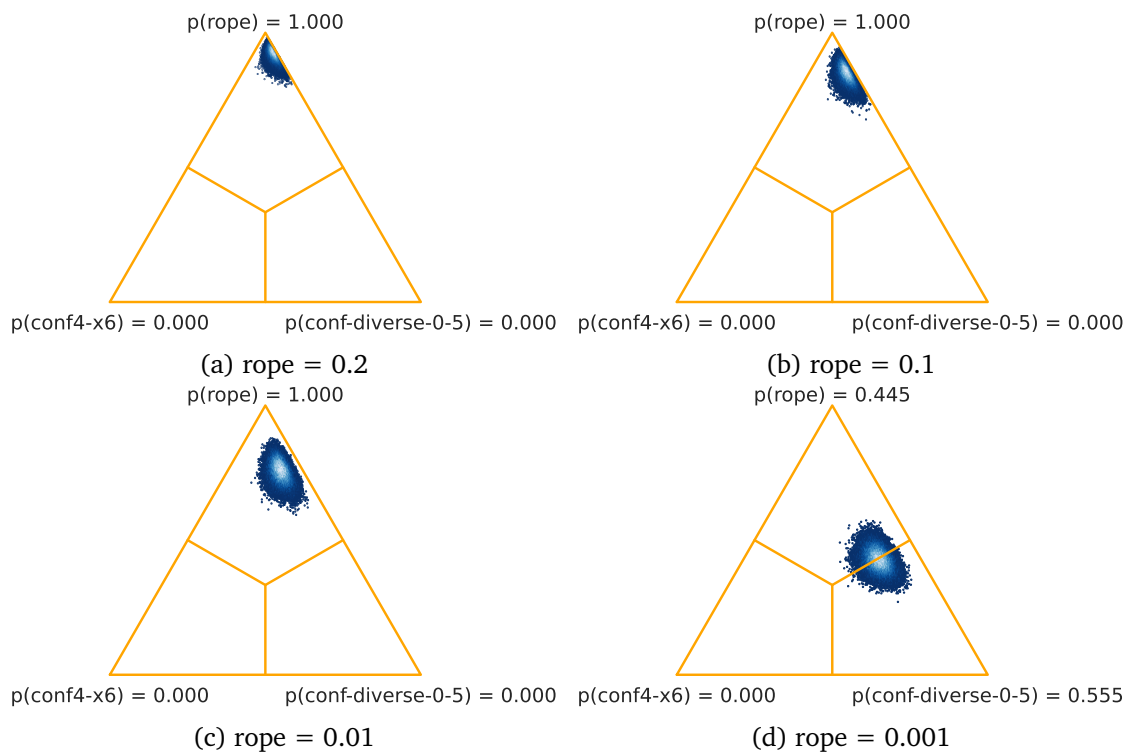 p(rope) = 1.000
p(conf4-x6) = 0.000
p(conf-diverse-0-5) = 0.000
(a) rope = 0.2
p(rope) = 1.000
p(conf4-x6) = 0.000
p(conf-diverse-0-5) = 0.000
(b) rope = 0.1
p(rope) = 1.000
p(conf4-x6) = 0.000
p(conf-diverse-0-5) = 0.000
(c) rope = 0.01
p(rope) = 0.445
p(conf4-x6) = 0.000
p(conf-diverse-0-5) = 0.555
(d) rope = 0.001